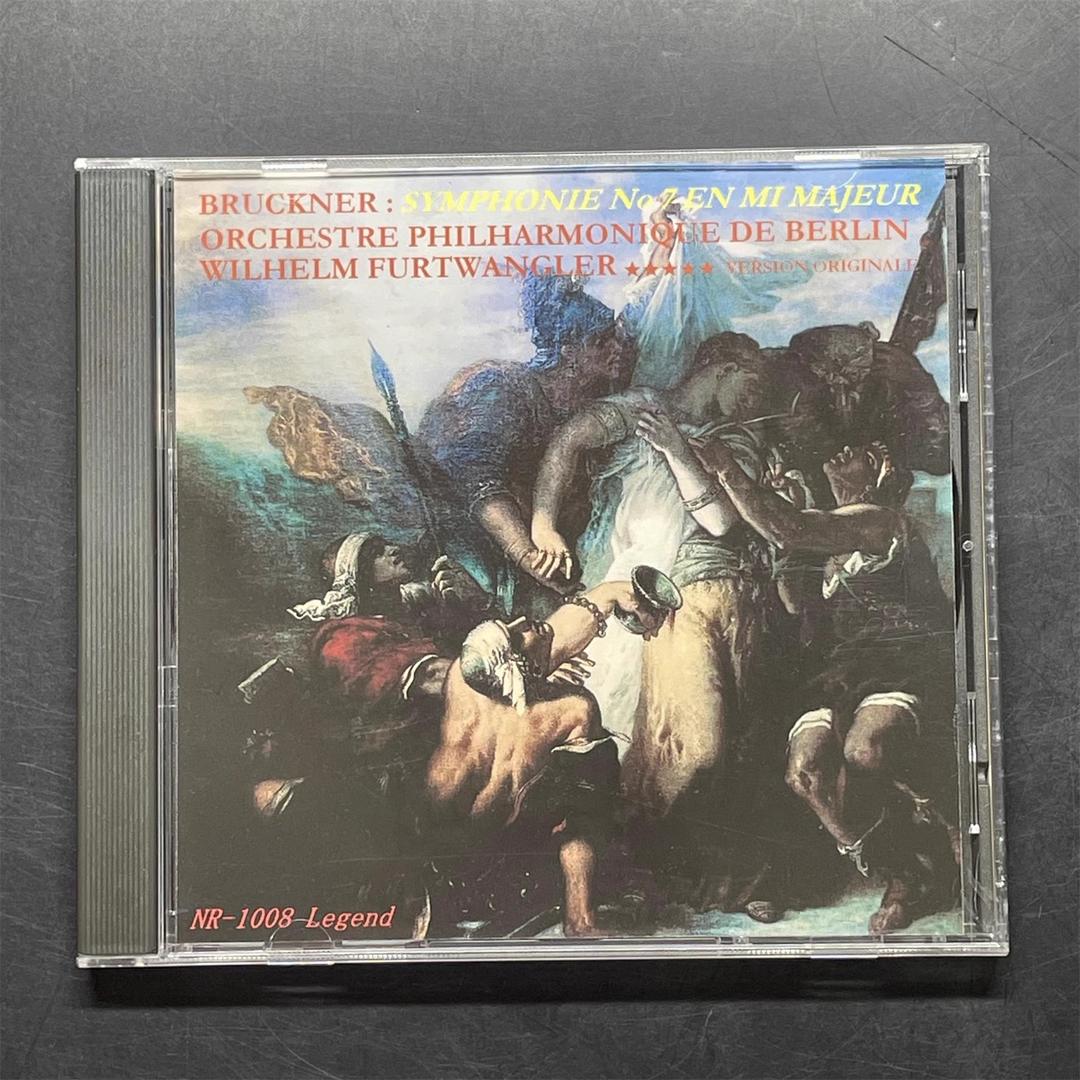 BRUCKNER : SYMPHONIE No 7 EN MI MAJEUR
ORCHESTRE PHILHARMONIQUE DE BERLIN
WILHELM FURTWANGLER ★★★★★ VERSION ORIGINALE
NR-1008 Legend